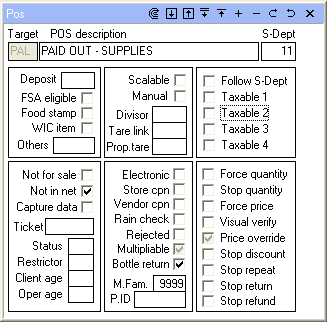 Pos
Target POS description S-Dept
PAL PAID OUT - SUPPLIES 11
Deposit
FSA eligible
Food stamp
WIC item
Others
Scalable
Manual
Divisor
Tare link
Prop.tare
Follow S-Dept
Taxable 1
Taxable 2
Taxable 3
Taxable 4
Not for sale
Not in net
Capture data
Ticket
Status
Restrictor
Client age
Oper age
Electronic
Store cpn
Vendor cpn
Rain check
Rejected
Multipliable
Bottle return
M.Fam. 9999
P.ID
Force quantity
Stop quantity
Force price
Visual verify
Price override
Stop discount
Stop repeat
Stop return
Stop refund